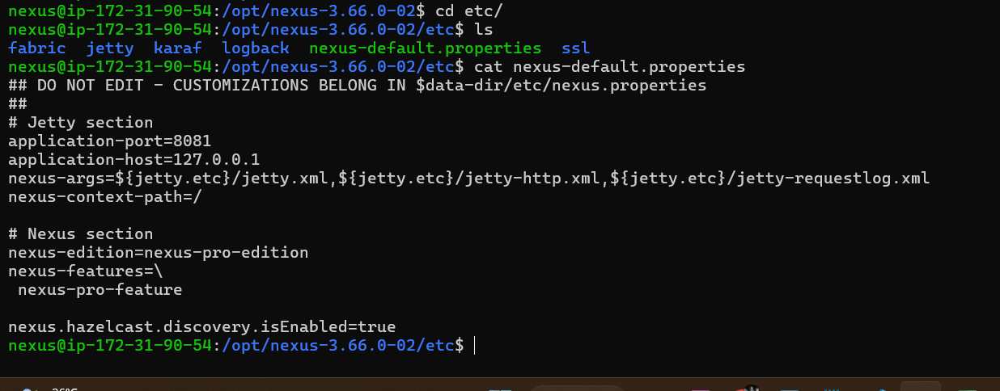 nexus@ip-172-31-90-54:/opt/nexus-3.66.0-02$ cd etc/
nexus@ip-172-31-90-54:/opt/nexus-3.66.0-02/etc$ ls
fabric  jetty  karaf  logback  nexus-default.properties  ssl
nexus@ip-172-31-90-54:/opt/nexus-3.66.0-02/etc$ cat nexus-default.properties
## DO NOT EDIT - CUSTOMIZATIONS BELONG IN $data-dir/etc/nexus.properties
##
# Jetty section
application-port=8081
application-host=127.0.0.1
nexus-args=${jetty.etc}/jetty.xml,${jetty.etc}/jetty-http.xml,${jetty.etc}/jetty-requestlog.xml
nexus-context-path=/

# Nexus section
nexus-edition=nexus-pro-edition
nexus-features=\
 nexus-pro-feature

nexus.hazelcast.discovery.isEnabled=true
nexus@ip-172-31-90-54:/opt/nexus-3.66.0-02/etc$